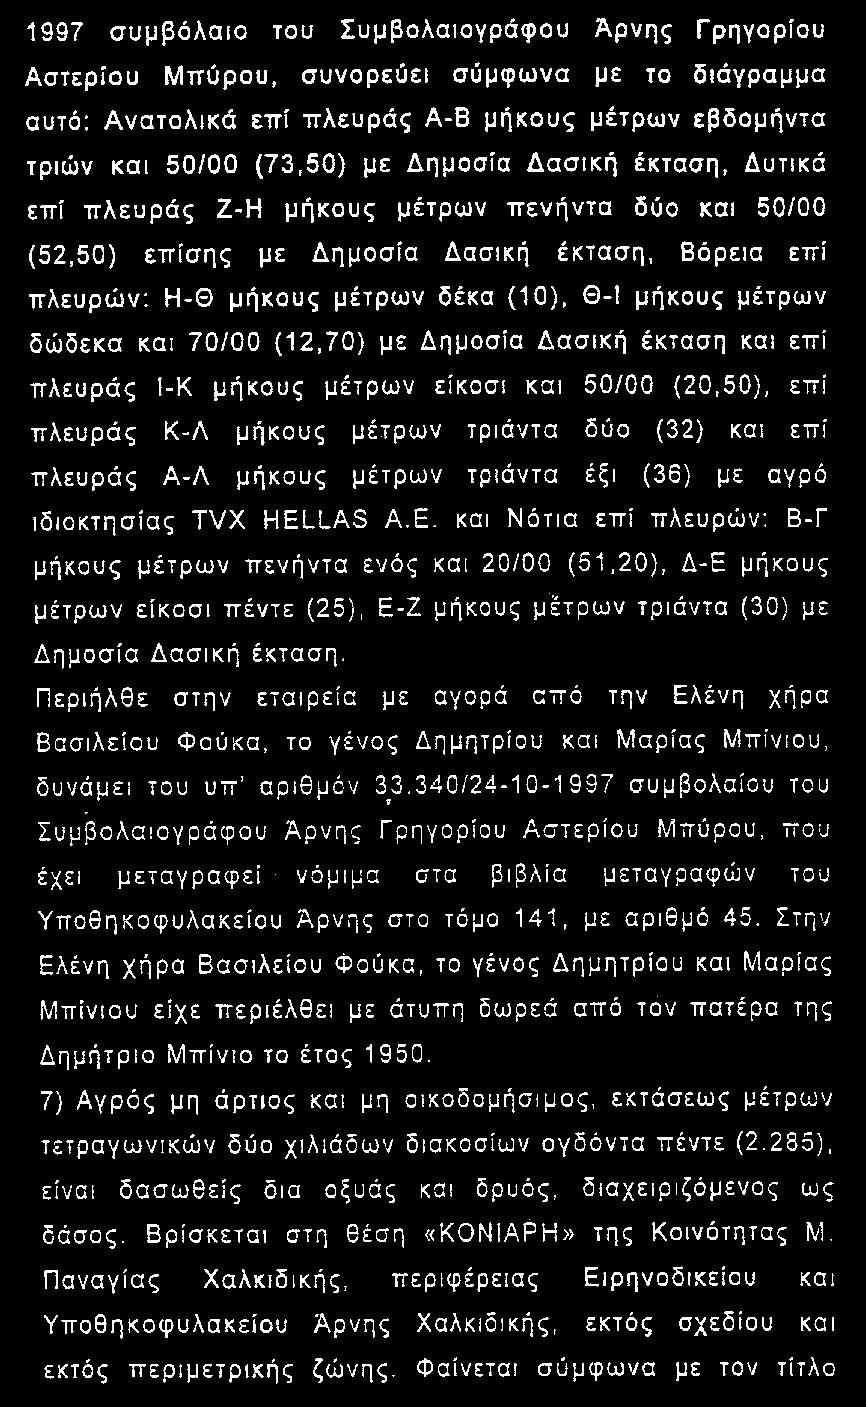 1997 συμβόλαιο του Συμβολαιογράφου Άρνης Γρηγορίου
Αστερίου Μπύρου, συνορεύει σύμφωνα με το διάγραμμα
αυτό: Ανατολικά επί πλευράς Α-Β μήκους μέτρων εβδομήντα
τριών και 50/00 (73,50) με Δημοσία Δασική έκταση, Δυτικά
επί πλευράς Ζ-Η μήκους μέτρων πενήντα δύο και 50/00
(52,50) επίσης με Δημοσία Δασική έκταση, Βόρεια επί
πλευρών: Η-Θ μήκους μέτρων δέκα (10), Θ-Ι μήκους μέτρων
δώδεκα και 70/00 (12,70) με Δημοσία Δασική έκταση και επί
πλευράς Ι-Κ μήκους μέτρων είκοσι και 50/00 (20,50), επί
πλευράς Κ-Λ μήκους μέτρων τριάντα δύο (32) και επί
πλευράς Α-Λ μήκους μέτρων τριάντα έξι (36) με αγρό
ιδιοκτησίας TVX HELLAS Α.Ε. και Νότια επί πλευρών: Β-Γ
μήκους μέτρων πενήντα ενός και 20/00 (51,20), Δ-Ε μήκους
μέτρων είκοσι πέντε (25), Ε-Ζ μήκους μέτρων τριάντα (30) με
Δημοσία Δασική έκταση.
Περιήλθε στην εταιρεία με αγορά από την Ελένη χήρα
Βασιλείου Φούκα, το γένος Δημητρίου και Μαρίας Μπίνιου,
δυνάμει του υπ' αριθμόν 33.340/24-10-1997 συμβολαίου του
Συμβολαιογράφου Άρνης Γρηγορίου Αστερίου Μπύρου, που
έχει μεταγραφεί νόμιμα στα βιβλία μεταγραφών του
Υποθηκοφυλακείου Άρνης στο τόμο 141, με αριθμό 45. Στην
Ελένη χήρα Βασιλείου Φούκα, το γένος Δημητρίου και Μαρίας
Μπίνιου είχε περιέλθει με άτυπη δωρεά από τον πατέρα της
Δημήτριο Μπίνιο το έτος 1950.
7) Αγρός μη άρτιος και μη οικοδομήσιμος, εκτάσεως μέτρων
τετραγωνικών δύο χιλιάδων διακοσίων ογδόντα πέντε (2.285),
είναι δασωθείς δια οξυάς και δρυός, διαχειριζόμενος ως
δάσος. Βρίσκεται στη θέση «ΚΟΝΙΑΡΗ» της Κοινότητας Μ.
Παναγίας Χαλκιδικής, περιφέρειας Ειρηνοδικείου και
Υποθηκοφυλακείου Άρνης Χαλκιδικής, εκτός σχεδίου και
εκτός περιμετρικής ζώνης. Φαίνεται σύμφωνα με τον τίτλο